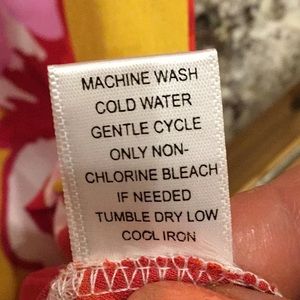 MACHINE WASH
COLD WATER
GENTLE CYCLE
ONLY NON-
CHLORINE BLEACH
IF NEEDED
TUMBLE DRY LOW
COOL IRON